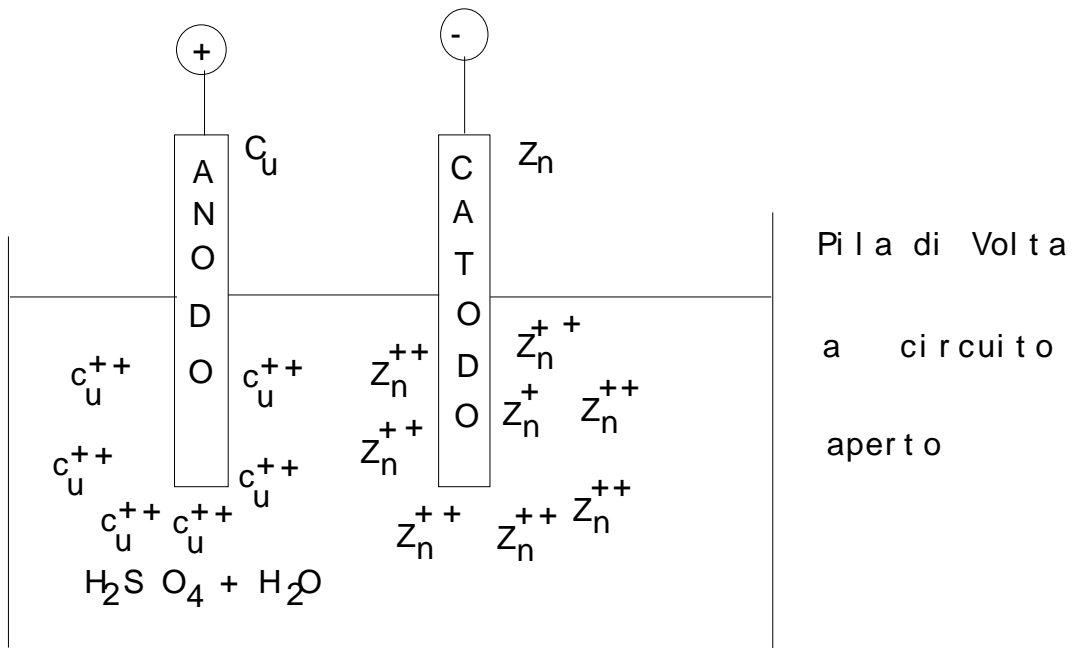 +
-
Cu
Zn
ANODO
CATODO
Pila di Volta
a circuito
aperto
Zn++
cu++
cu++
Zn++
Zn+
Zn++
Zn++
cu++
cu++
Zn++
cu++
cu++
Zn++
Zn++
H2SO4 + H2O